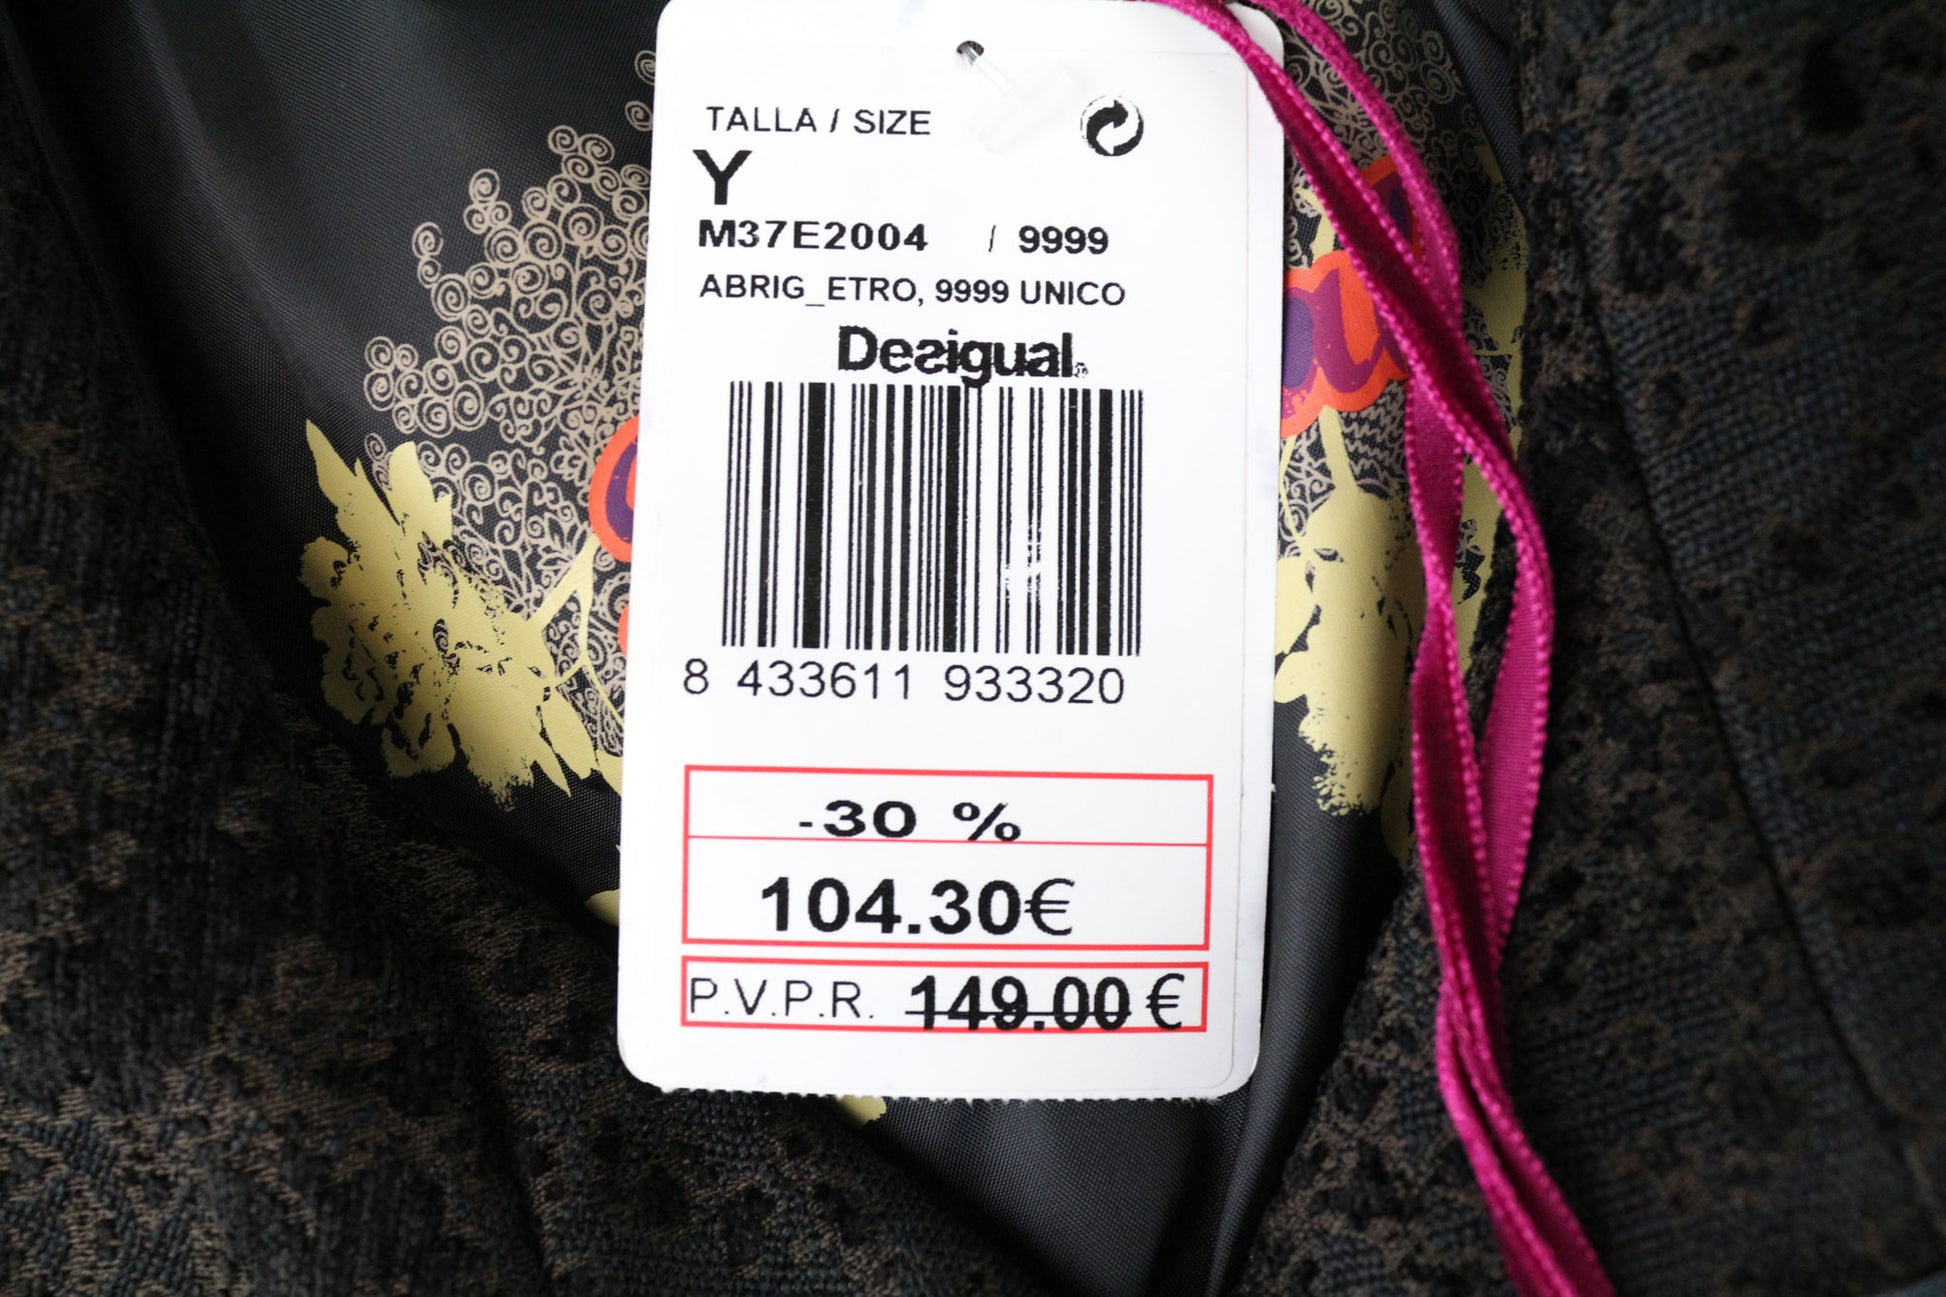 TALLA / SIZE
Y
M37E2004 / 9999
ABRIG_ETRO, 9999 UNICO
Desigual
8 433611 933320
-30 %
104.30€
P.V.P.R. 149.00 €